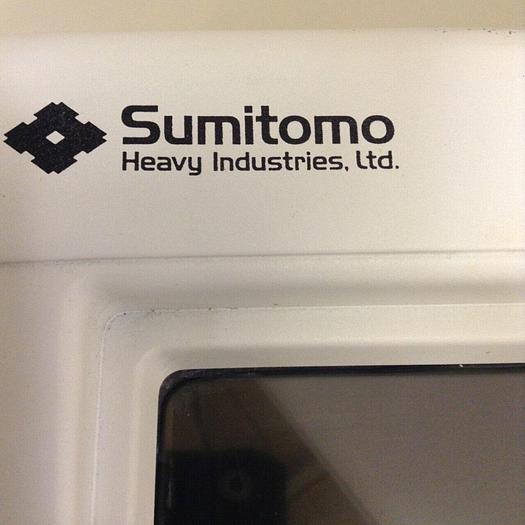 Sumitomo
Heavy Industries, Ltd.